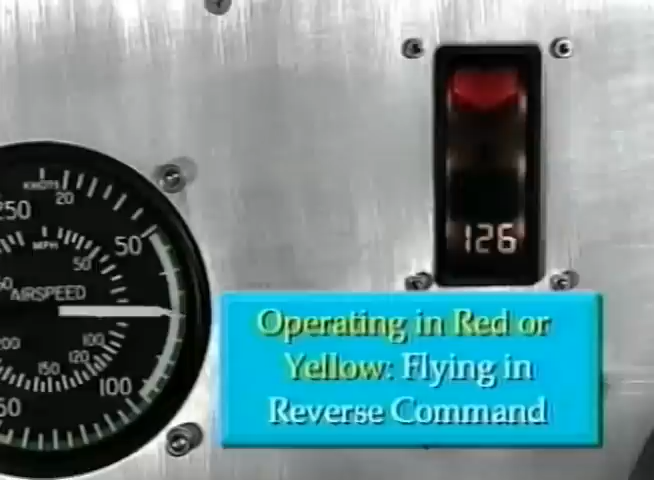 KNOTS
20
250
MPH
50
50
AIRSPEED
200
100
120
150
100
126
Operating in Red or
Yellow: Flying in
Reverse Command